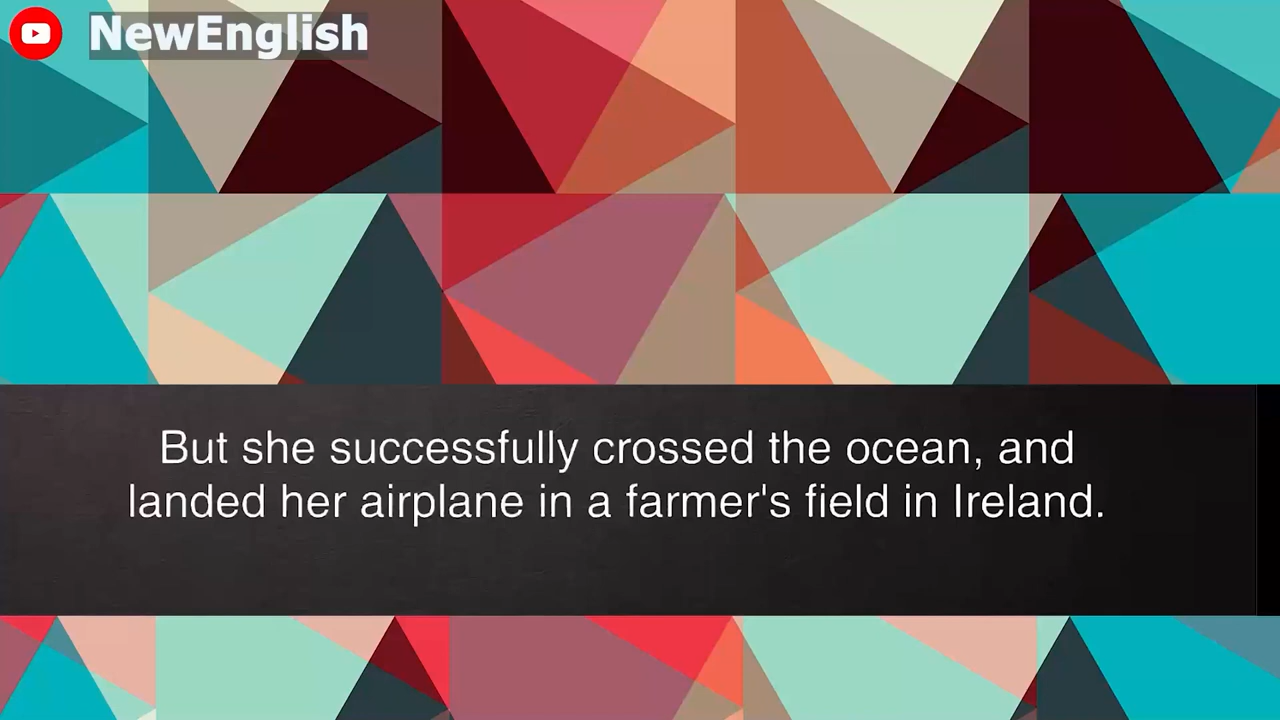 NewEnglish
But she successfully crossed the ocean, and
landed her airplane in a farmer's field in Ireland.